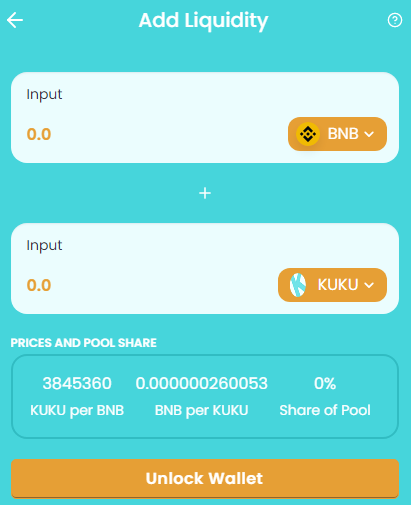 Add Liquidity
Input
0.0
BNB
+
Input
0.0
KUKU
PRICES AND POOL SHARE
3845360 0.000000260053 0%
KUKU per BNB BNB per KUKU Share of Pool
Unlock Wallet